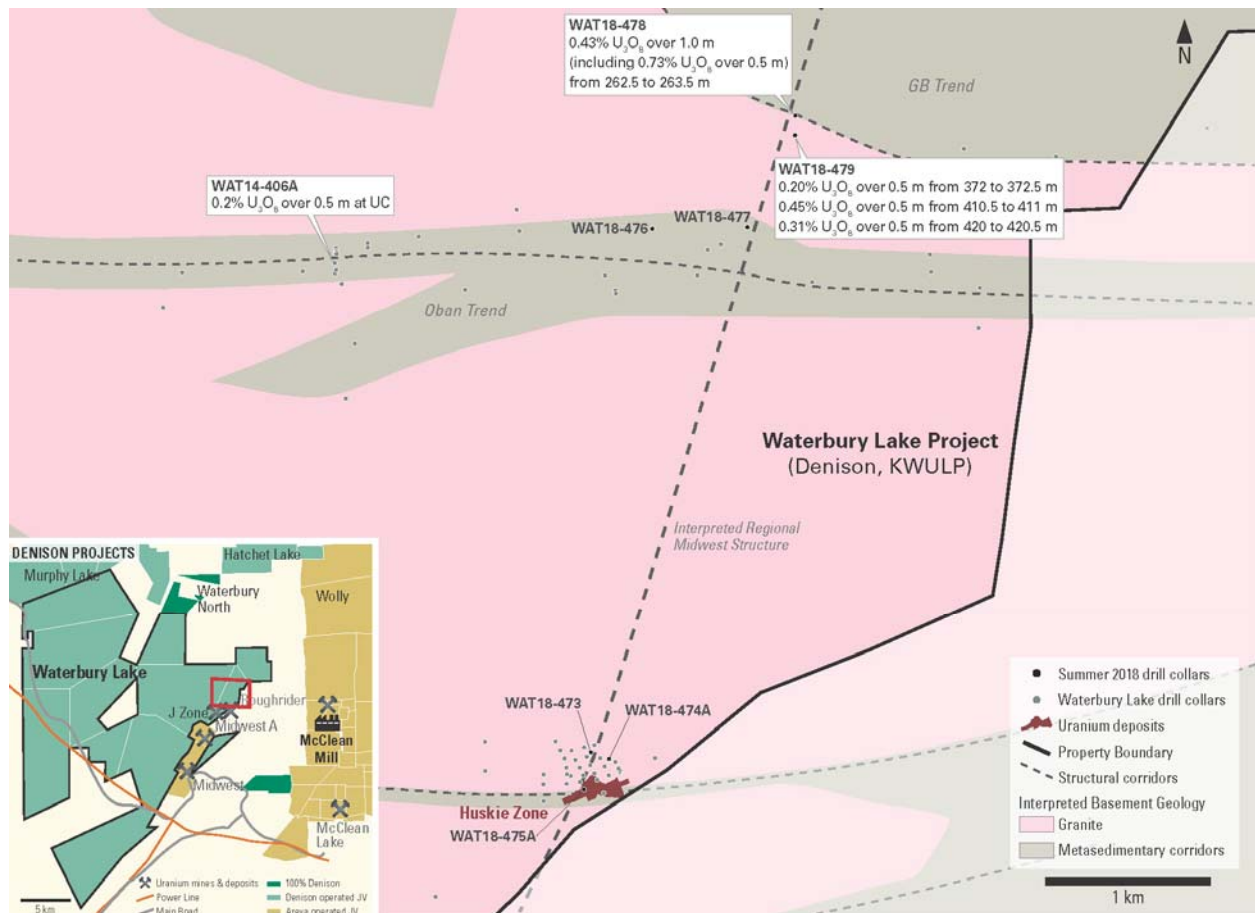 WAT18-478
0.43% U₃O₈ over 1.0 m
(including 0.73% U₃O₈ over 0.5 m)
from 262.5 to 263.5 m
N
GB Trend
WAT18-479
0.20% U₃O₈ over 0.5 m from 372 to 372.5 m
0.45% U₃O₈ over 0.5 m from 410.5 to 411 m
0.31% U₃O₈ over 0.5 m from 420 to 420.5 m
WAT14-406A
0.2% U₃O₈ over 0.5 m at UC
WAT18-476
WAT18-477
Oban Trend
Waterbury Lake Project
(Denison, KWULP)
Interpreted Regional
Midwest Structure
WAT18-473
WAT18-474A
Huskie Zone
WAT18-475A
DENISON PROJECTS
Hatchet Lake
Murphy Lake
Waterbury
North
Wolly
Waterbury Lake
Roughrider
J Zone
Midwest A
McClean
Mill
Midwest
McClean
Lake
Uranium mines & deposits
100% Denison
Power Line
Denison operated JV
5 km
Main Road
Areva operated JV
Summer 2018 drill collars
Waterbury Lake drill collars
Uranium deposits
Property Boundary
Structural corridors
Interpreted Basement Geology
Granite
Metasedimentary corridors
1 km